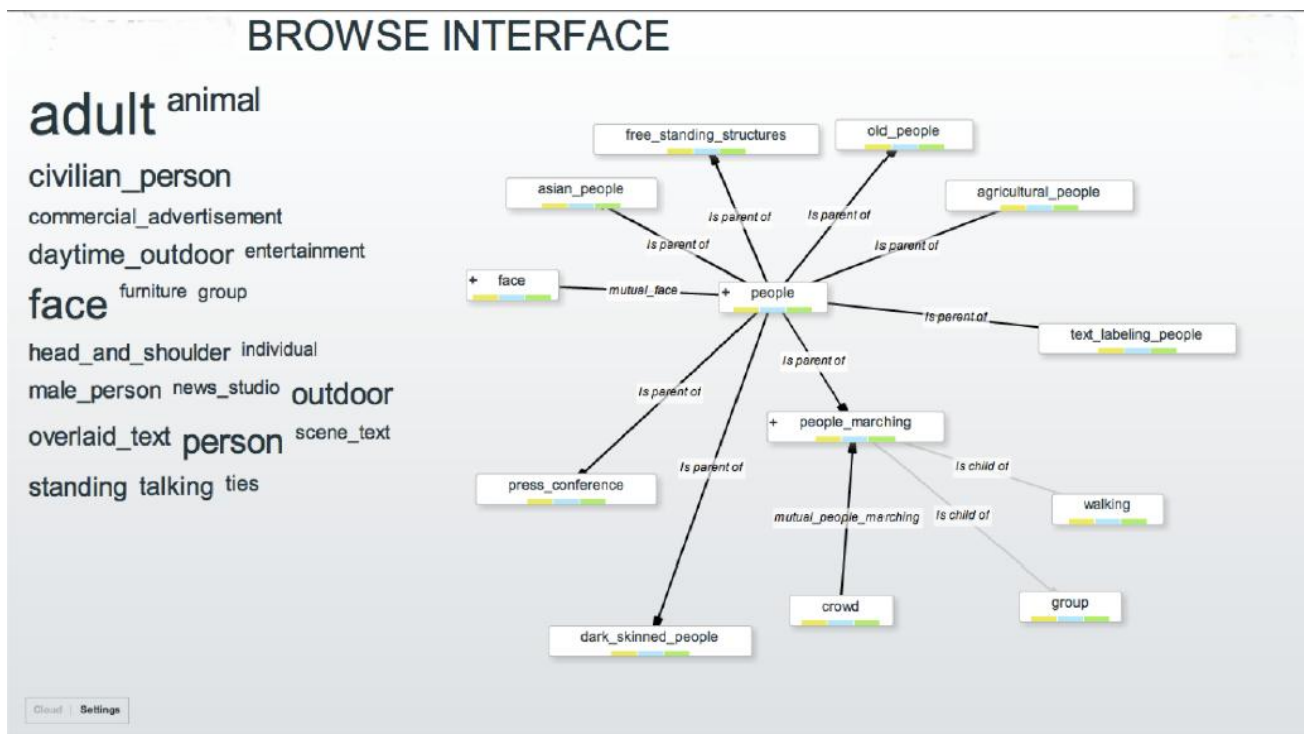 BROWSE INTERFACE
adult animal
civilian_person
commercial_advertisement
daytime_outdoor entertainment
face furniture group
head_and_shoulder individual
male_person news_studio outdoor
overlaid_text person scene_text
standing talking ties
free_standing_structures
old_people
asian_people
agricultural_people
Is parent of
Is parent of
Is parent of
Is parent of
+ face
mutual_face
+ people
Is parent of
text_labeling_people
Is parent of
Is parent of
+ people_marching
Is parent of
Is child of
press_conference
walking
mutual_people_marching
Is child of
crowd
group
dark_skinned_people
Cloud | Settings